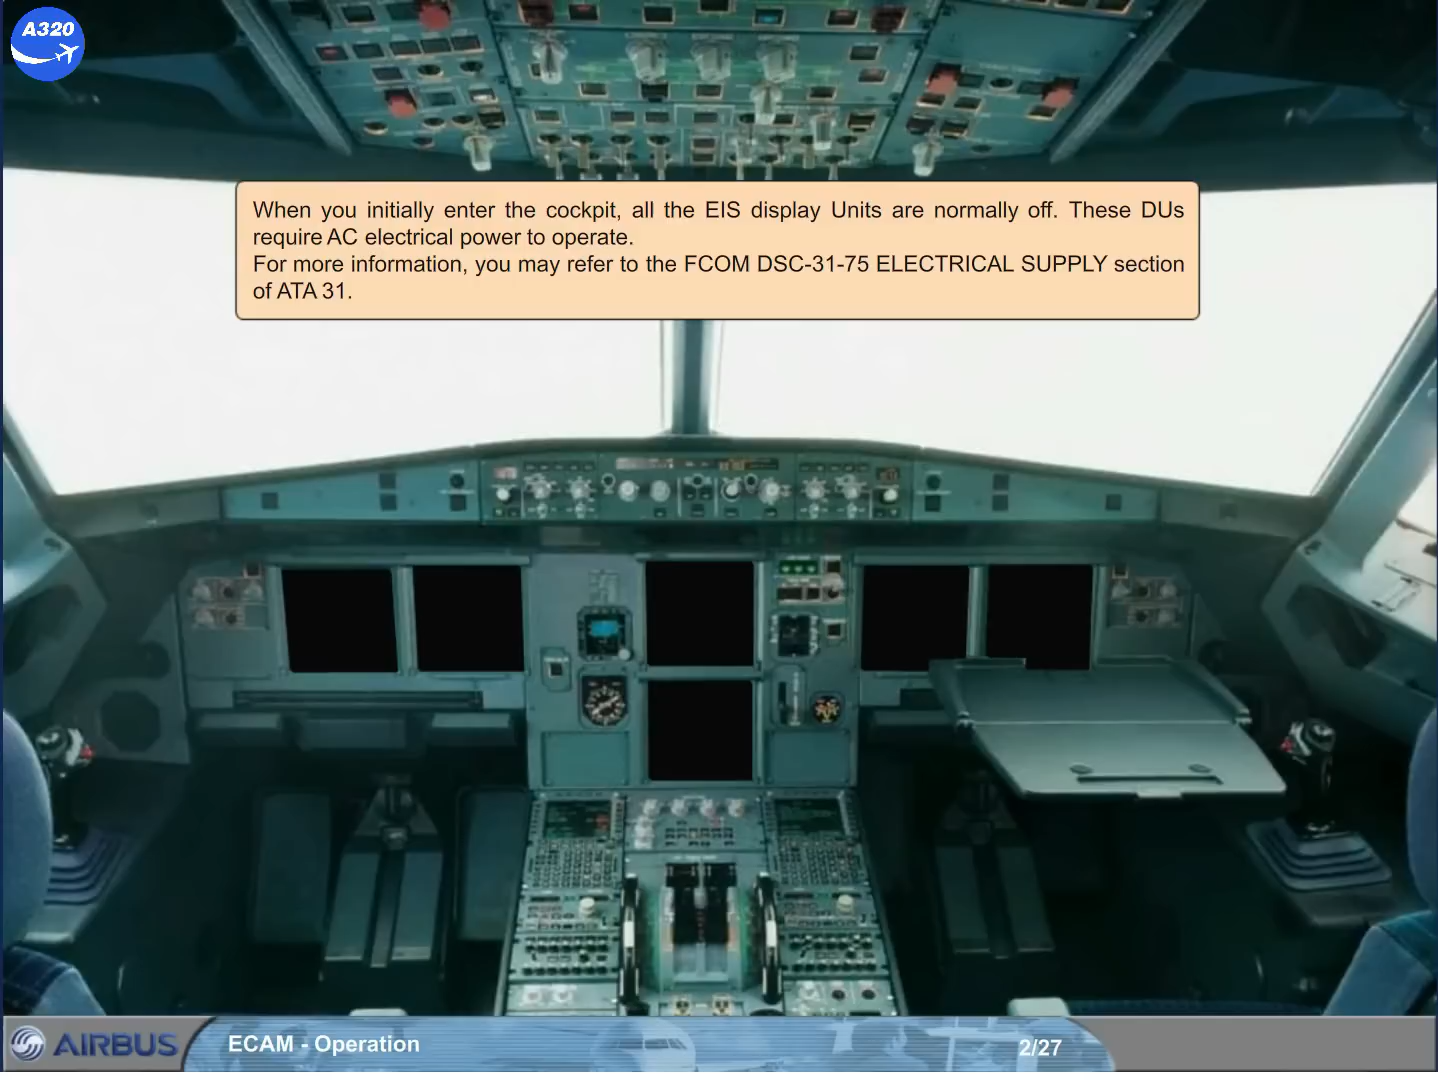 A320
When you initially enter the cockpit, all the EIS display Units are normally off. These DUs
require AC electrical power to operate.
For more information, you may refer to the FCOM DSC-31-75 ELECTRICAL SUPPLY section
of ATA 31.
AIRBUS
ECAM - Operation
2/27